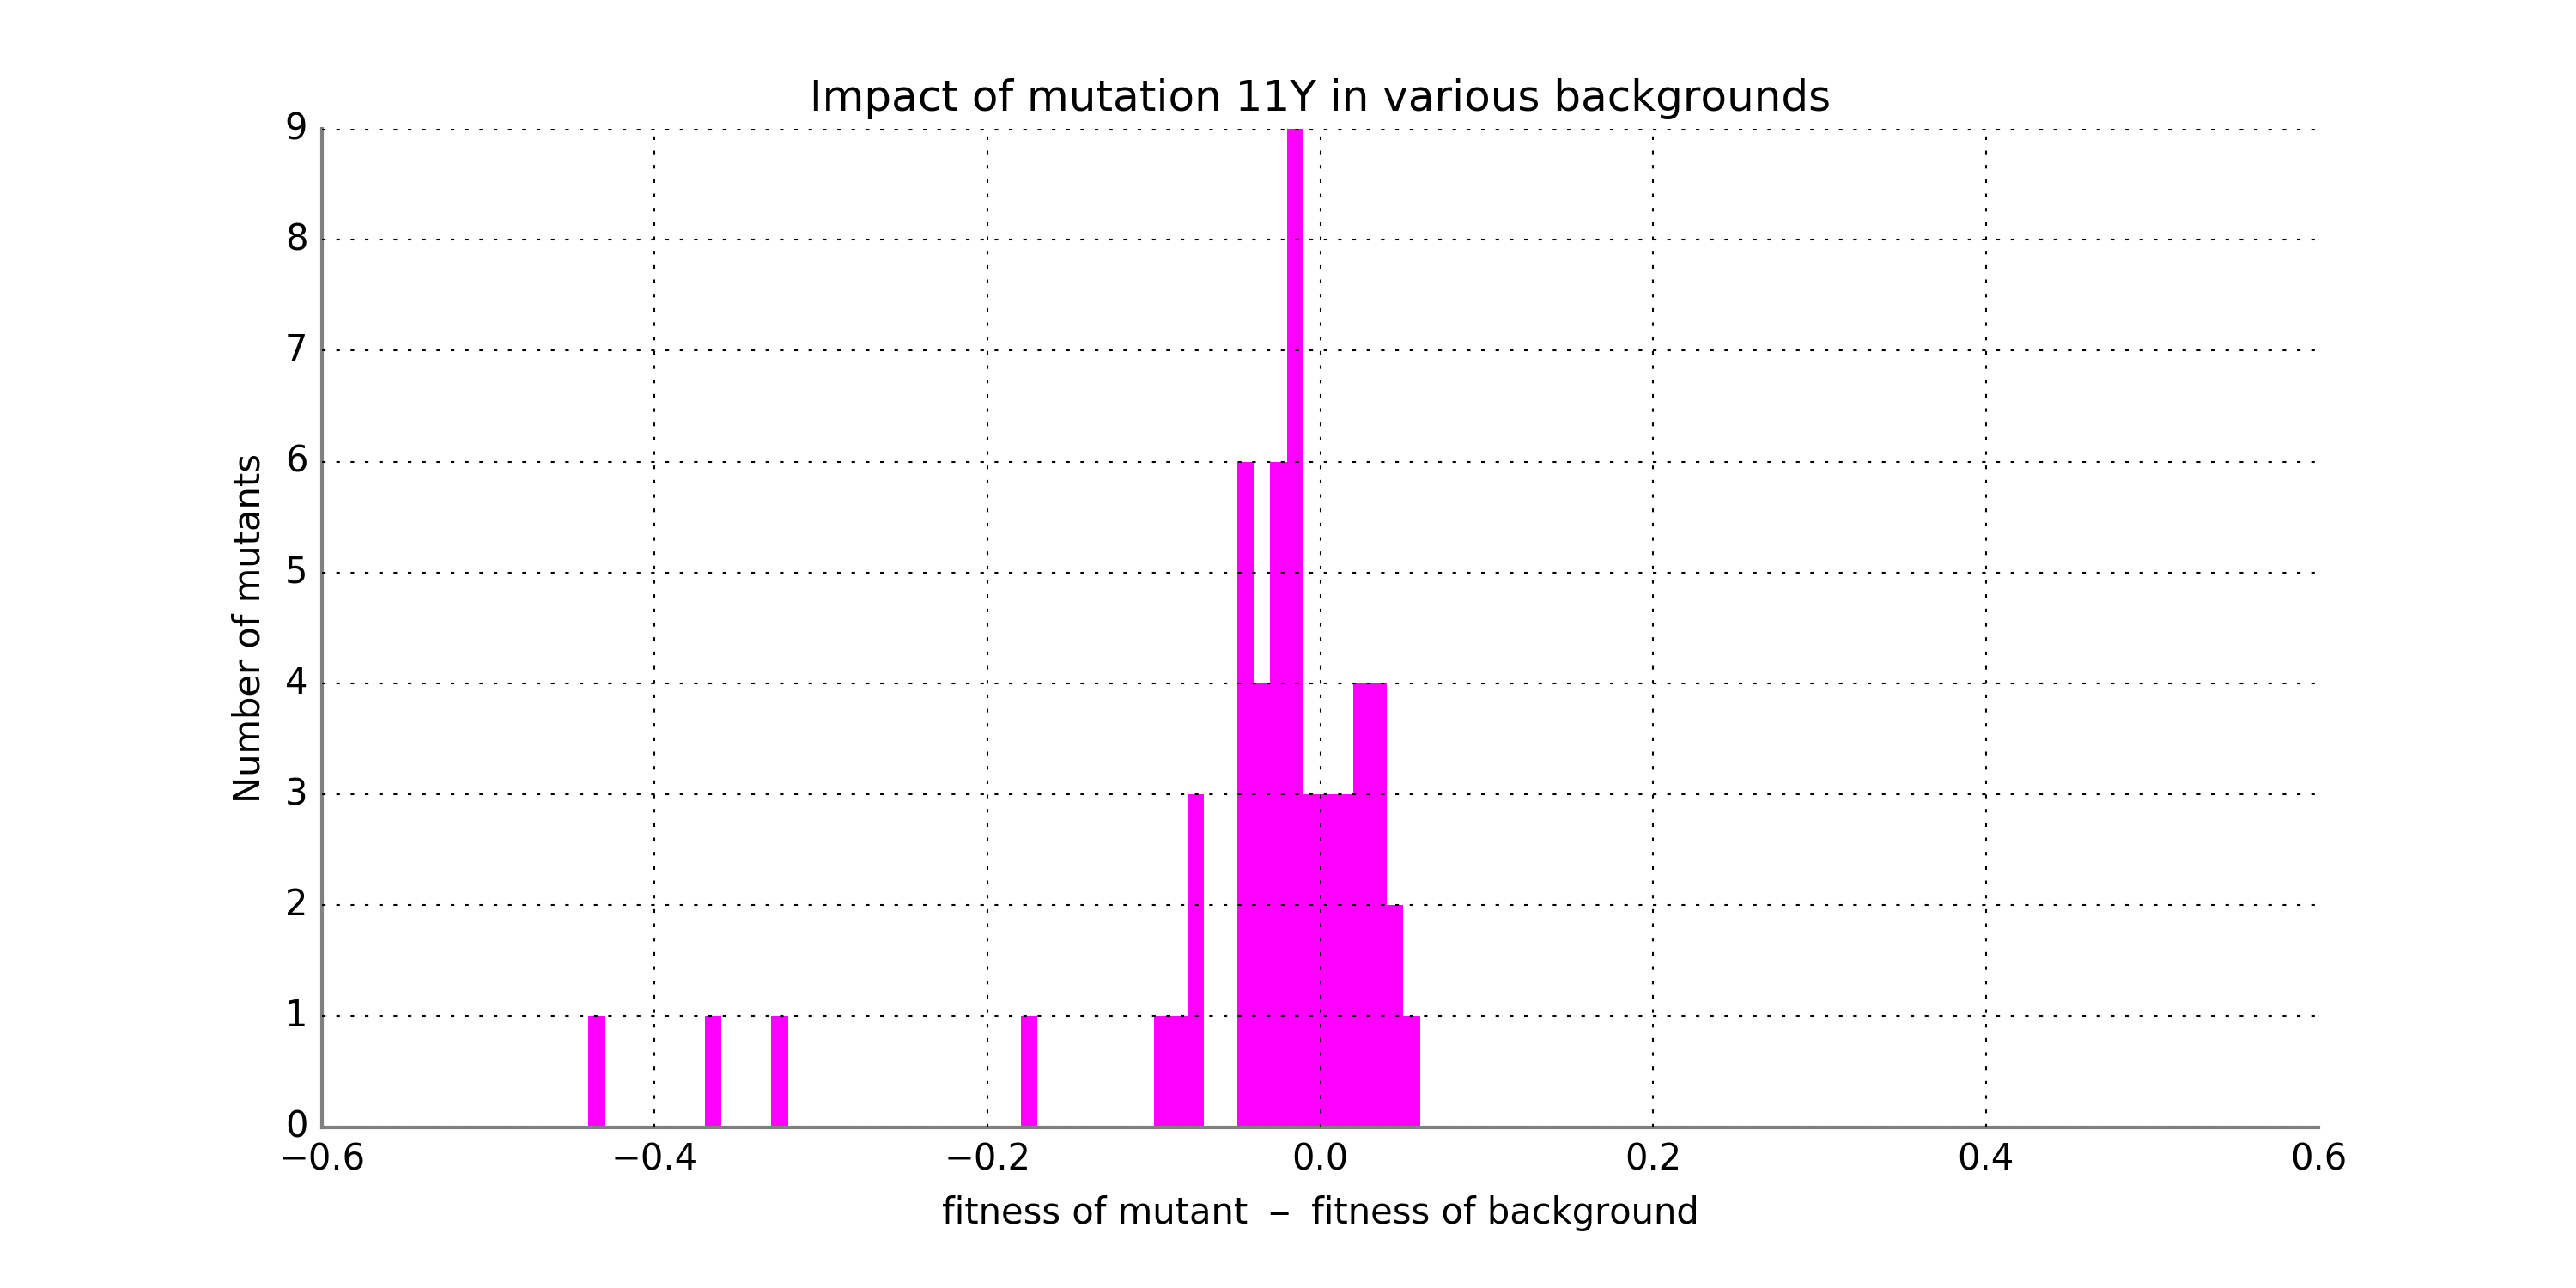 Impact of mutation 11Y in various backgrounds
9
8
7
6
5
4
3
2
1
0
Number of mutants
−0.6 −0.4 −0.2 0.0 0.2 0.4 0.6
fitness of mutant − fitness of background